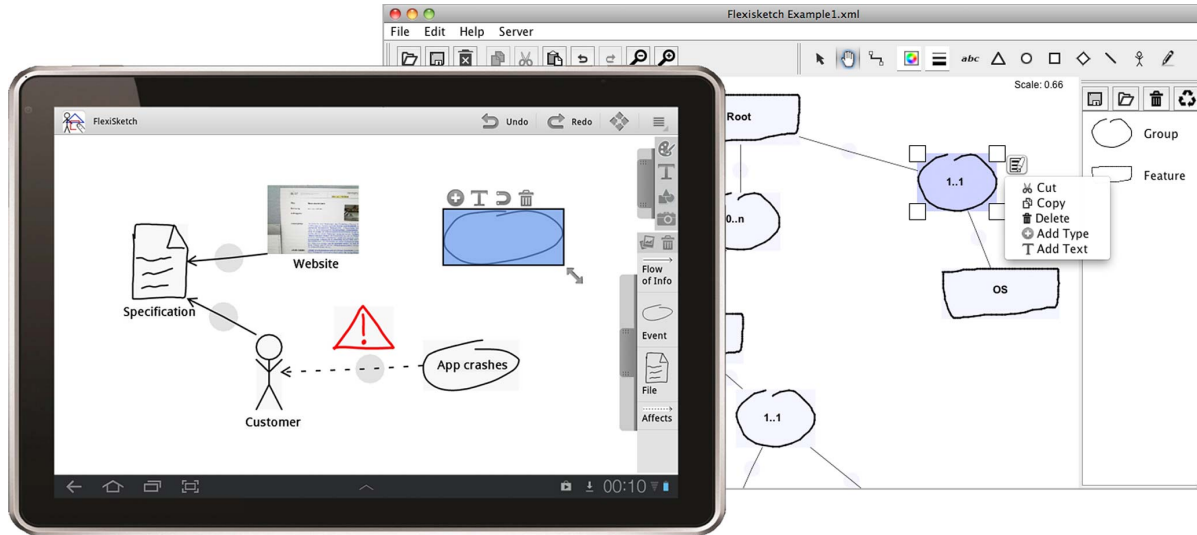 Flexisketch Example1.xml
File Edit Help Server
abc
Scale: 0.66
Root
1..1
0..n
OS
1..1
Group
Feature
Cut
Copy
Delete
Add Type
T Add Text
FlexiSketch
Undo Redo
T
T
Website
Specification
Customer
App crashes
!
Flow
of Info
Event
File
Affects
00:10